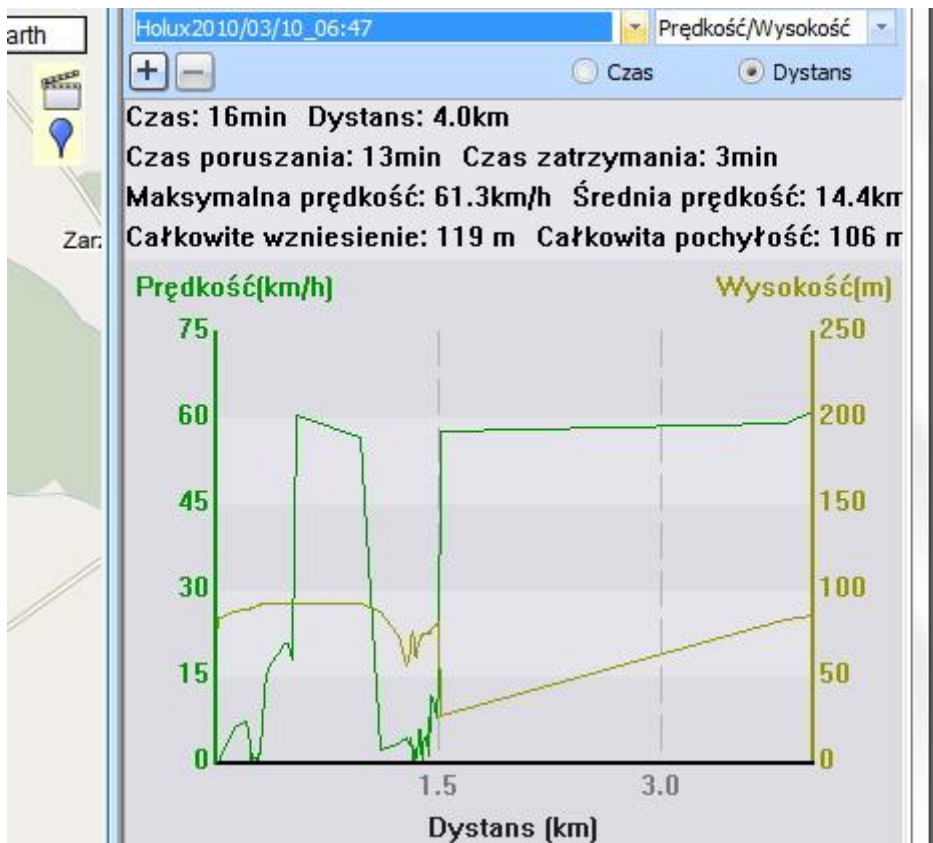 arth
Holux2010/03/10_06:47
Prędkość/Wysokość
Czas
Dystans
Zar
Czas: 16min Dystans: 4.0km
Czas poruszania: 13min Czas zatrzymania: 3min
Maksymalna prędkość: 61.3km/h Średnia prędkość: 14.4km
Całkowite wzniesienie: 119 m Całkowita pochyłość: 106 m
Prędkość(km/h) Wysokość(m)
75 250
60 200
45 150
30 100
15 50
0 0
1.5 3.0
Dystans (km)